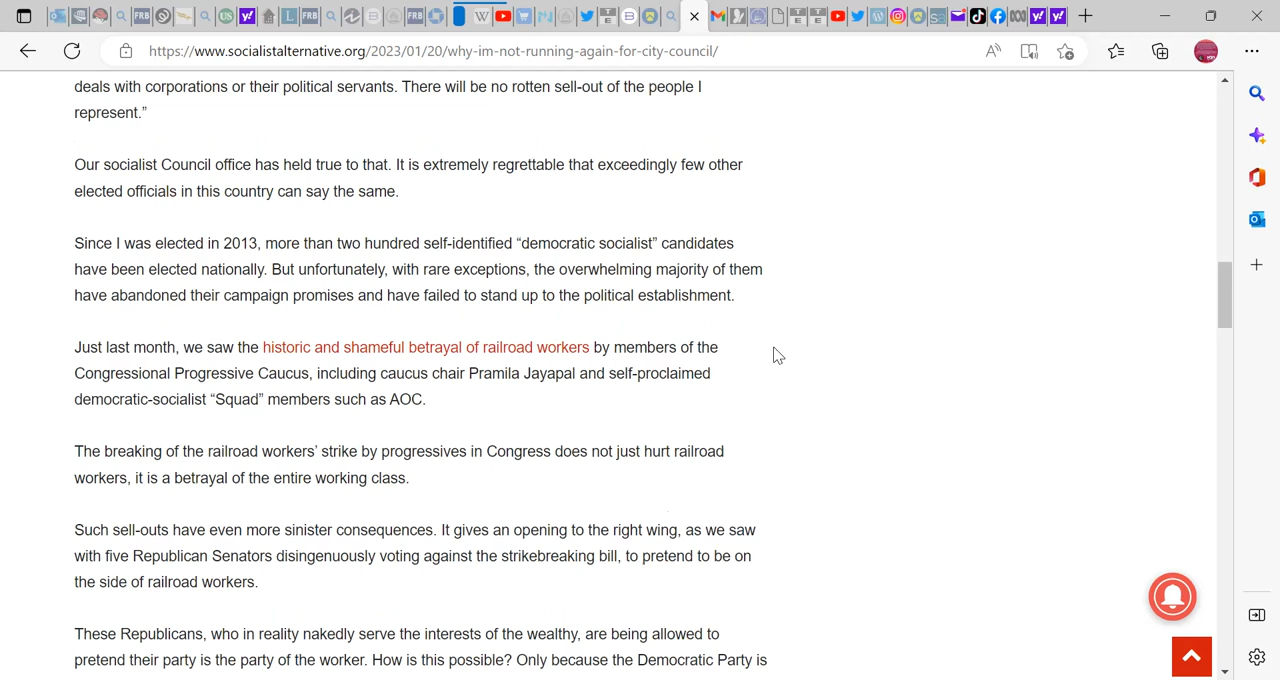 https://www.socialistalternative.org/2023/01/20/why-im-not-running-again-for-city-council/
deals with corporations or their political servants. There will be no rotten sell-out of the people I
represent.”
Our socialist Council office has held true to that. It is extremely regrettable that exceedingly few other
elected officials in this country can say the same.
Since I was elected in 2013, more than two hundred self-identified “democratic socialist” candidates
have been elected nationally. But unfortunately, with rare exceptions, the overwhelming majority of them
have abandoned their campaign promises and have failed to stand up to the political establishment.
Just last month, we saw the historic and shameful betrayal of railroad workers by members of the
Congressional Progressive Caucus, including caucus chair Pramila Jayapal and self-proclaimed
democratic-socialist “Squad” members such as AOC.
The breaking of the railroad workers’ strike by progressives in Congress does not just hurt railroad
workers, it is a betrayal of the entire working class.
Such sell-outs have even more sinister consequences. It gives an opening to the right wing, as we saw
with five Republican Senators disingenuously voting against the strikebreaking bill, to pretend to be on
the side of railroad workers.
These Republicans, who in reality nakedly serve the interests of the wealthy, are being allowed to
pretend their party is the party of the worker. How is this possible? Only because the Democratic Party is